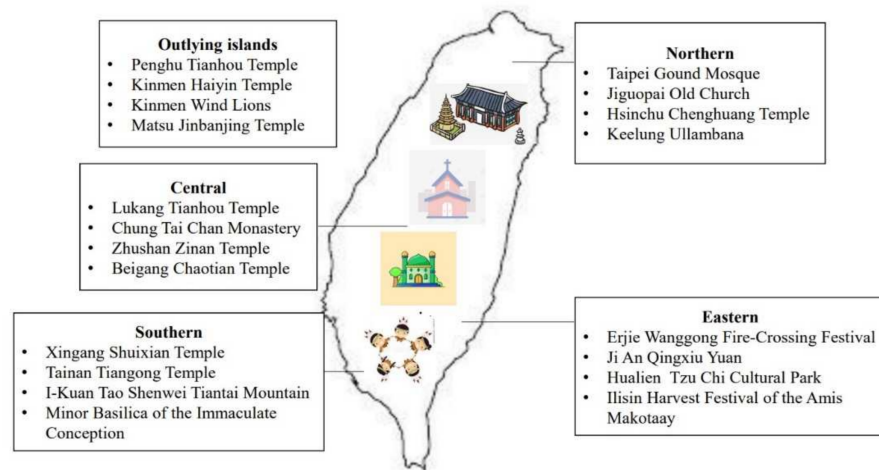 Outlying islands
• Penghu Tianhou Temple
• Kinmen Haiyin Temple
• Kinmen Wind Lions
• Matsu Jinbanjing Temple
Northern
• Taipei Gound Mosque
• Jiguopai Old Church
• Hsinchu Chenghuang Temple
• Keelung Ullambana
Central
• Lukang Tianhou Temple
• Chung Tai Chan Monastery
• Zhushan Zinan Temple
• Beigang Chaotian Temple
Southern
• Xingang Shuixian Temple
• Tainan Tiangong Temple
• I-Kuan Tao Shenwei Tiantai Mountain
• Minor Basilica of the Immaculate
Conception
Eastern
• Erjie Wanggong Fire-Crossing Festival
• Ji An Qingxiu Yuan
• Hualien Tzu Chi Cultural Park
• Ilisin Harvest Festival of the Amis
Makotaay